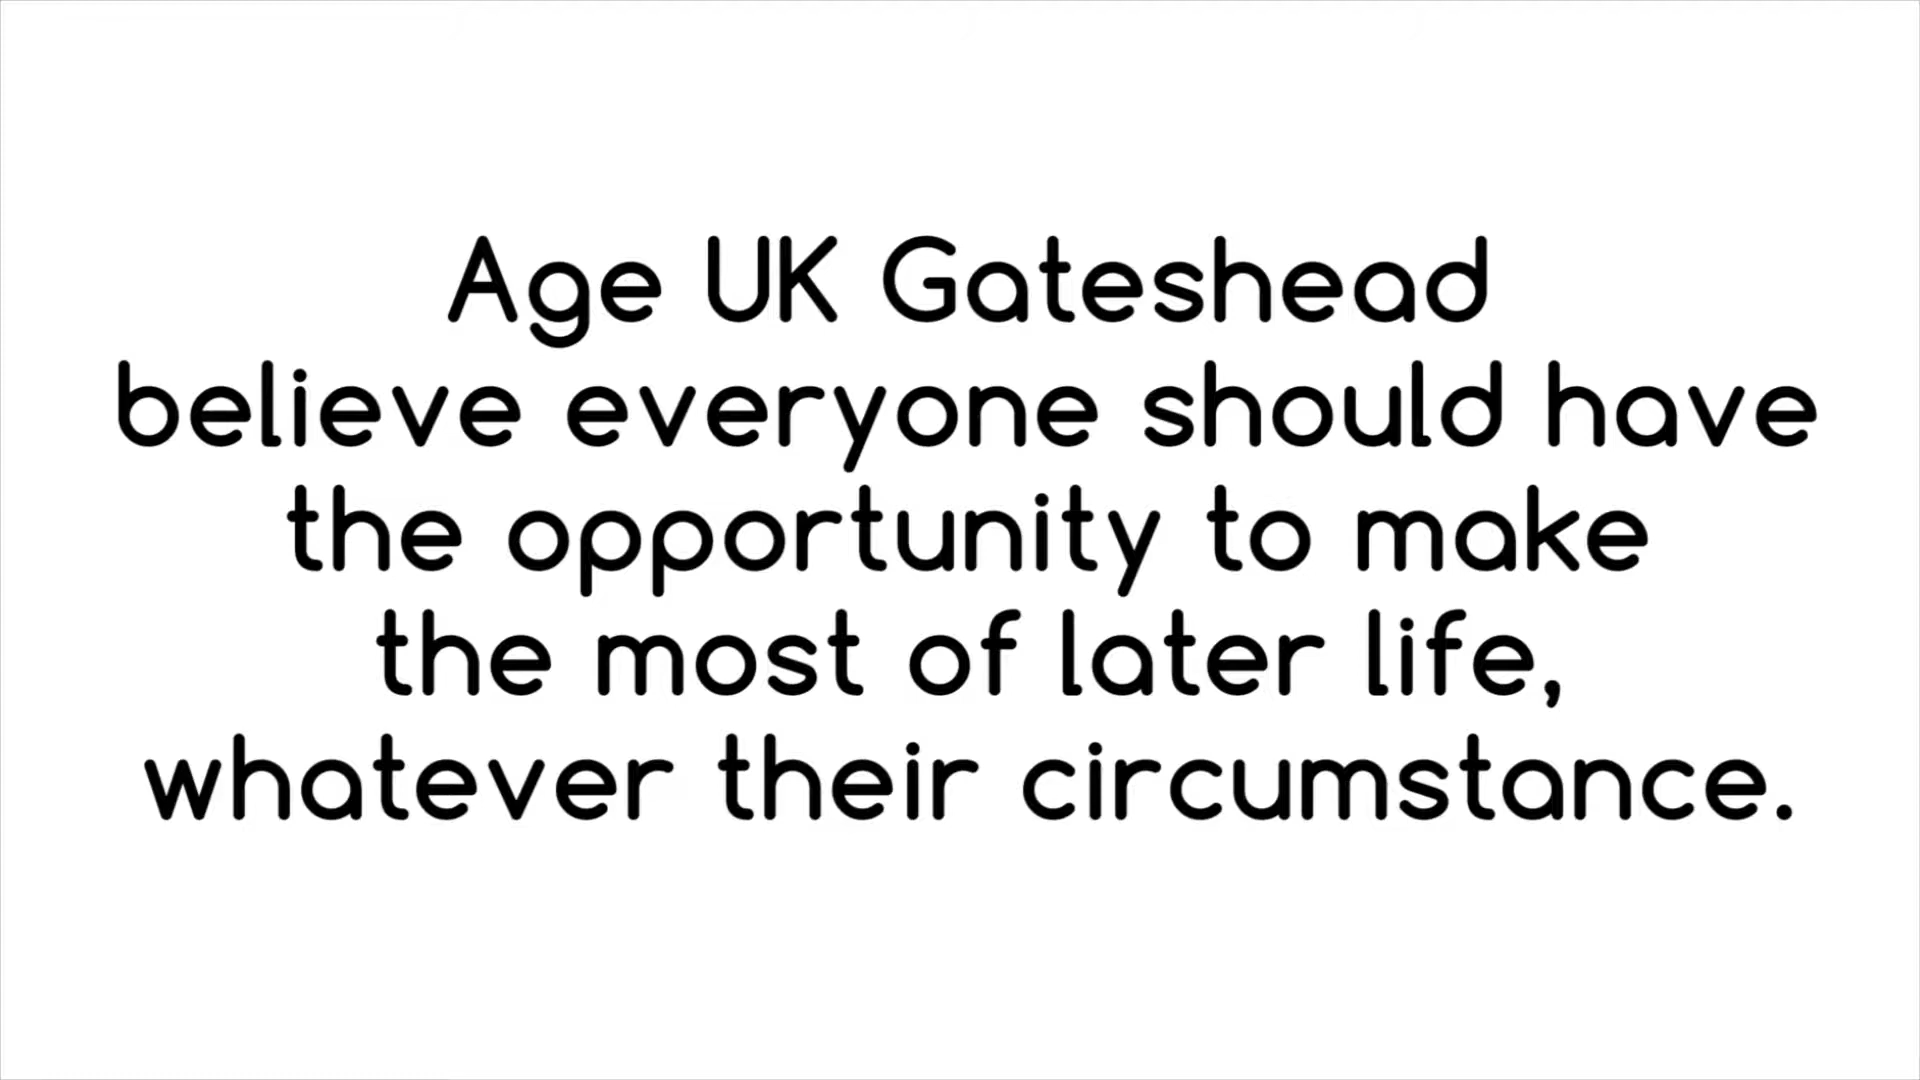 Age UK Gateshead
believe everyone should have
the opportunity to make
the most of later life,
whatever their circumstance.